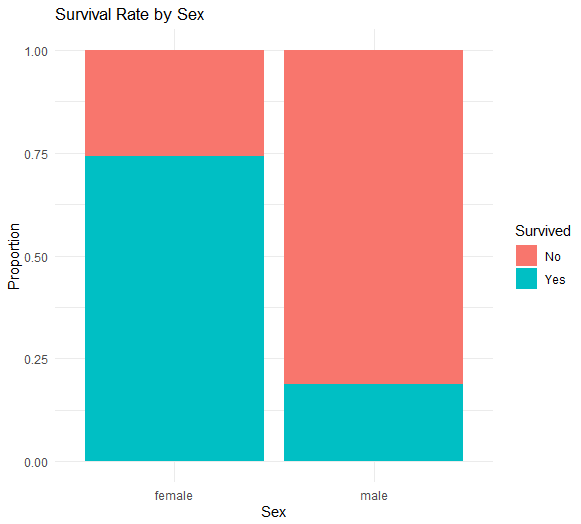 Survival Rate by Sex
1.00
0.75
0.50
0.25
0.00
Proportion
female
male
Sex
Survived
No
Yes